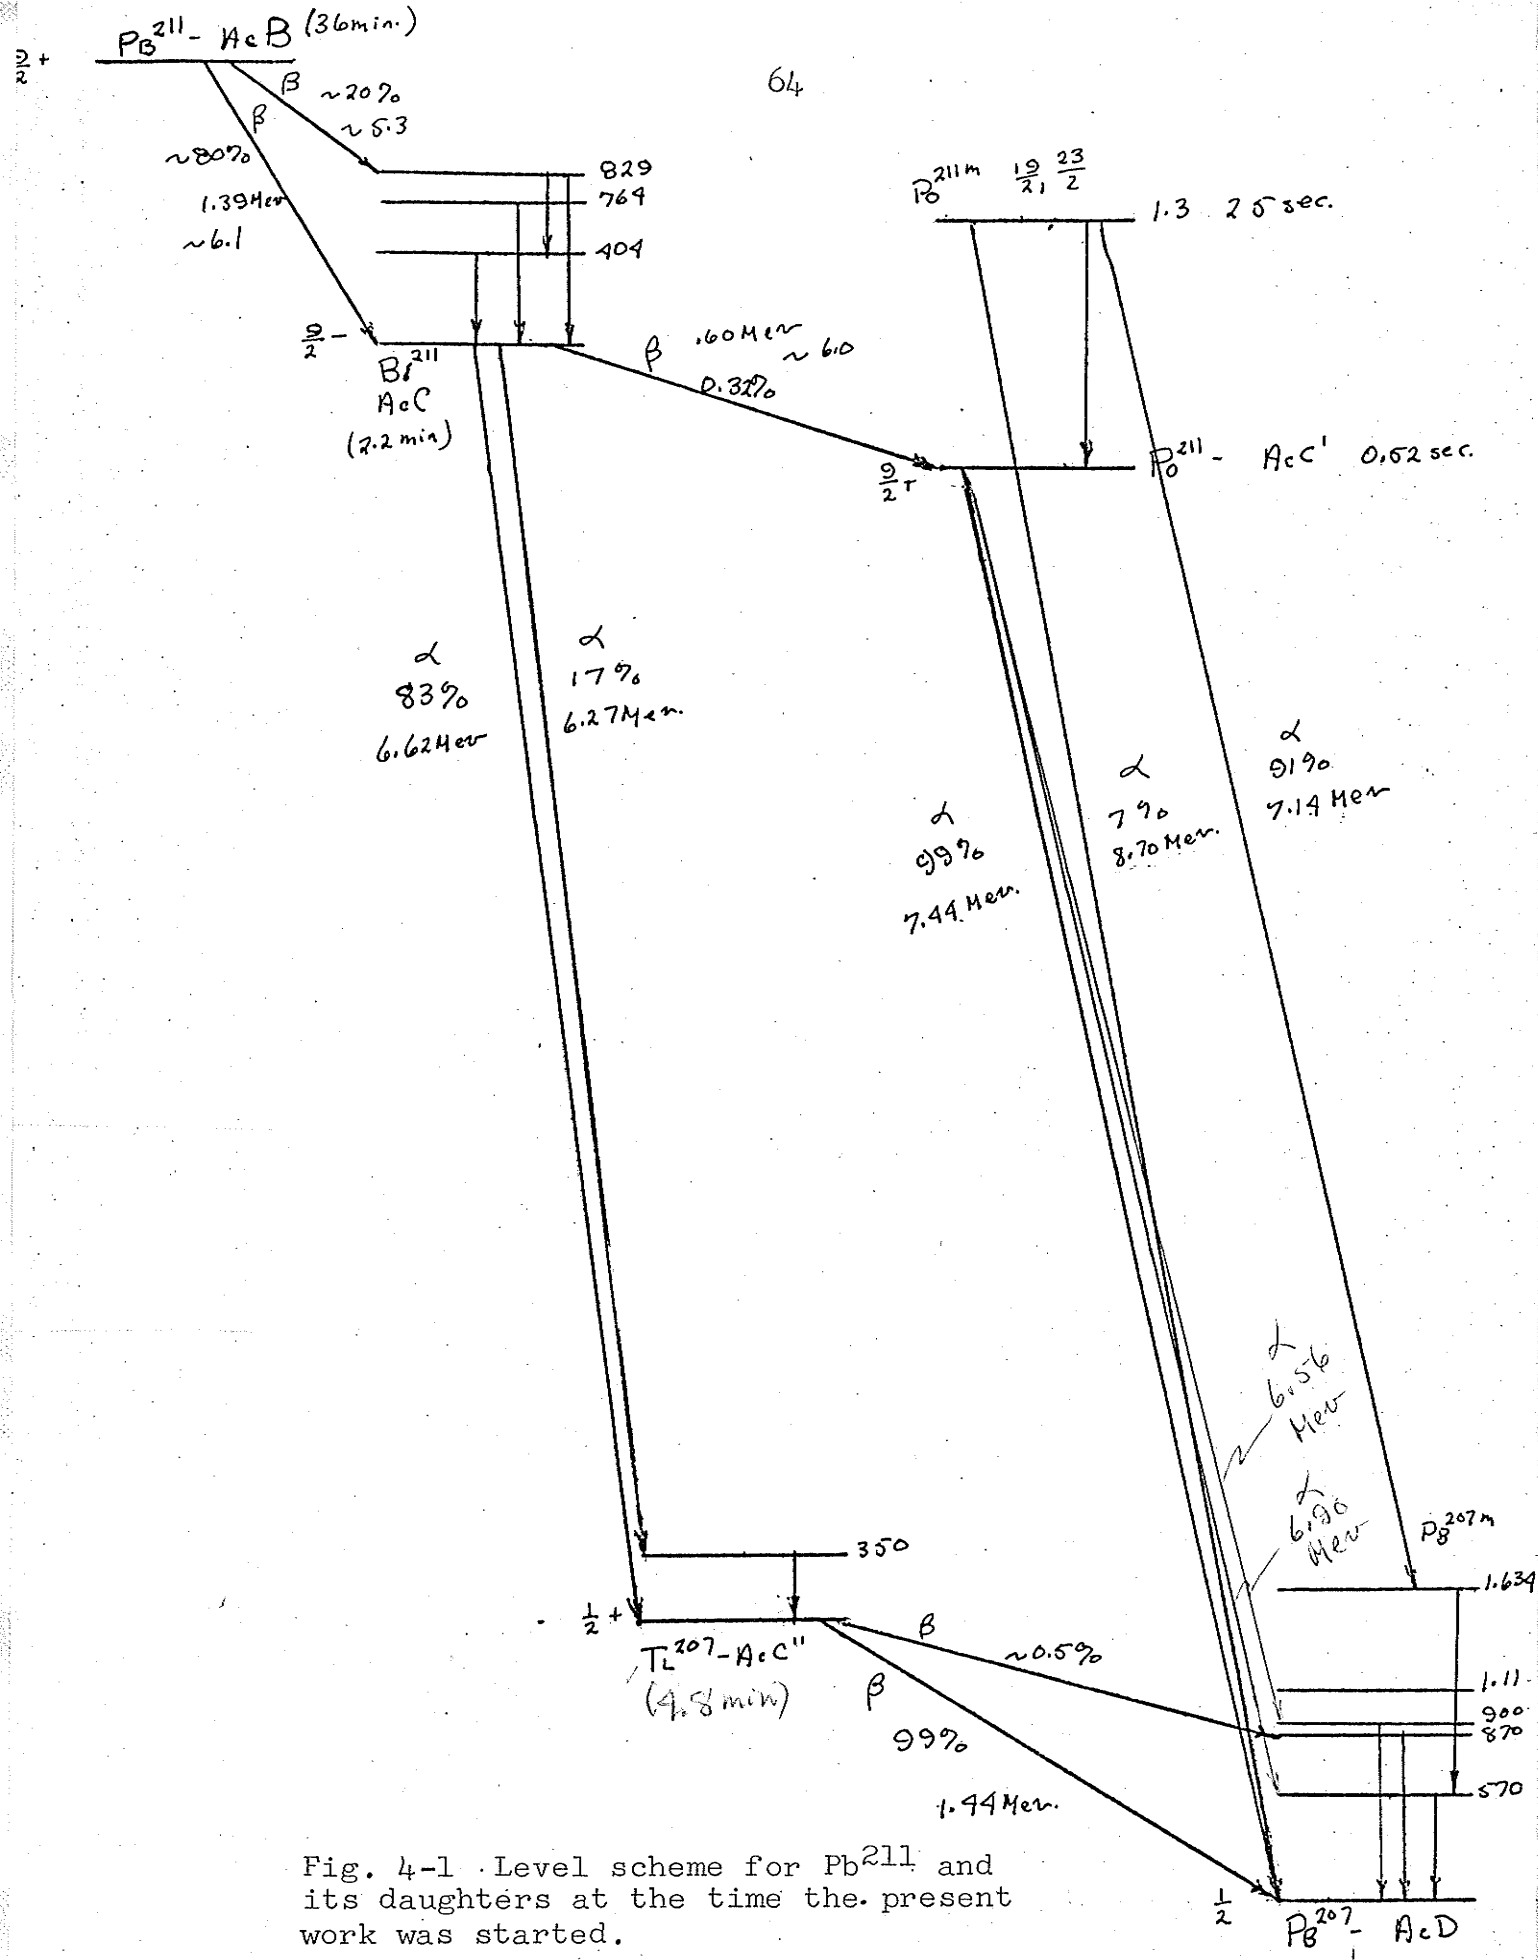 64
PB²¹¹ - AcB (36min.)
9/2 +
β ~20%
~5.3
β
~80%
1.39Mev
~6.1
829
764
404
9/2 -
Bi²¹¹
AcC
(2.2 min)
β .60Mev
~6.0
0.32%
Po²¹¹ᵐ 19/2, 23/2
1.3 25 sec.
9/2 +
Po²¹¹ - AcC' 0.52 sec.
α
83%
6.62Mev
α
17%
6.27Mev.
α
99%
7.44 Mev.
α
7%
8.70 Mev.
α
91%
7.14 Mev
α
6.56
Mev
α
6.90
Mev
350
1/2 +
TL²⁰⁷-AcC"
(4.8min)
β
~0.5%
β
99%
1.44Mev.
PB²⁰⁷ᵐ
1.634
1.11
900
870
570
1/2
PB²⁰⁷ - AcD
Fig. 4-1 Level scheme for Pb²¹¹ and
its daughters at the time the present
work was started.